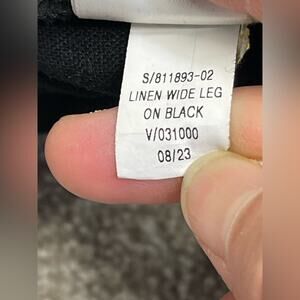 S/811893-02
LINEN WIDE LEG
ON BLACK
V/031000
08/23